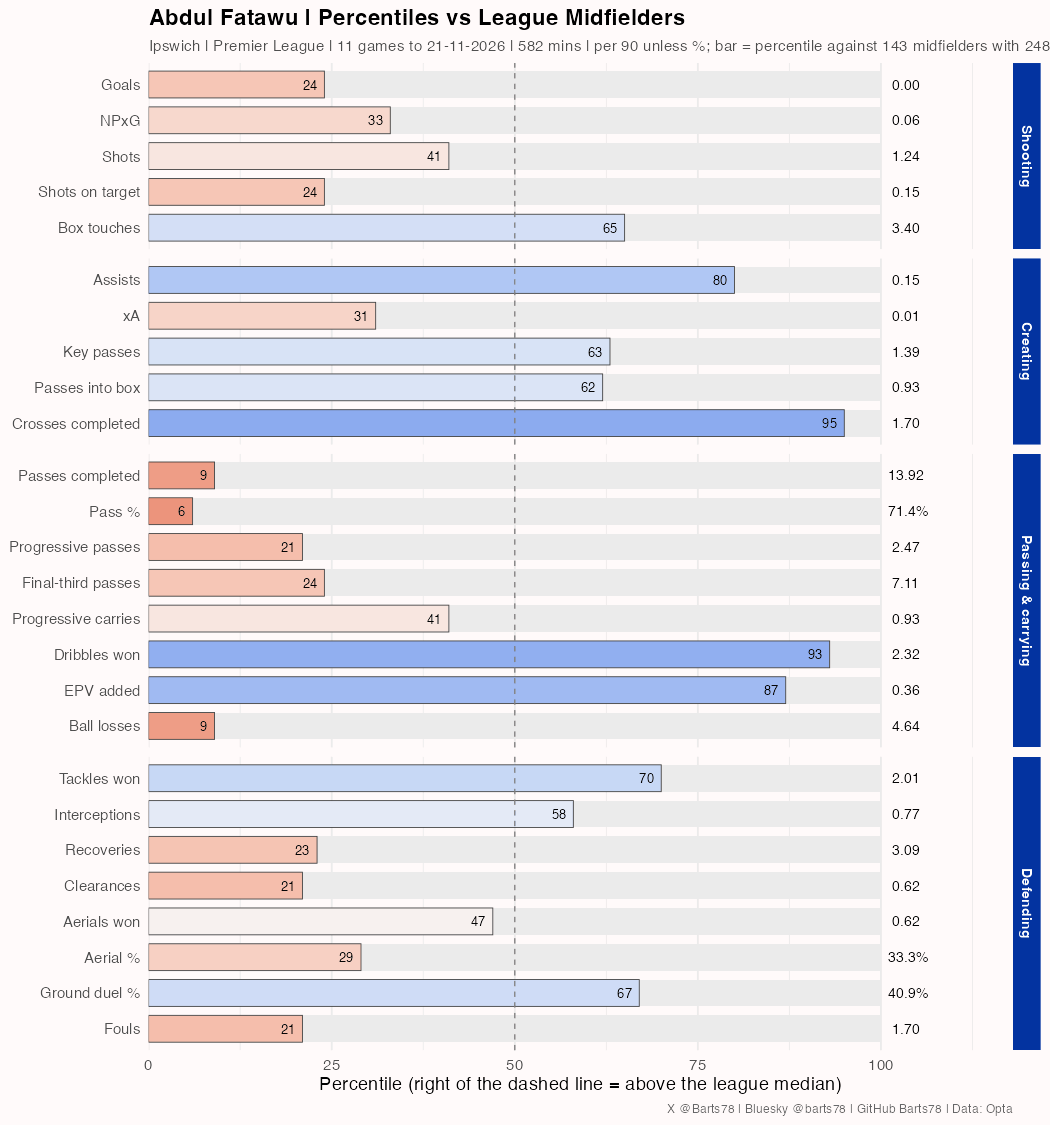 Abdul Fatawu | Percentiles vs League Midfielders
Ipswich | Premier League | 11 games to 21-11-2026 | 582 mins | per 90 unless %; bar = percentile against 143 midfielders with 248
Goals 24 0.00
NPxG 33 0.06
Shots 41 1.24
Shots on target 24 0.15
Box touches 65 3.40
Shooting
Assists 80 0.15
xA 31 0.01
Key passes 63 1.39
Passes into box 62 0.93
Crosses completed 95 1.70
Creating
Passes completed 9 13.92
Pass % 6 71.4%
Progressive passes 21 2.47
Final-third passes 24 7.11
Progressive carries 41 0.93
Dribbles won 93 2.32
EPV added 87 0.36
Ball losses 9 4.64
Passing & carrying
Tackles won 70 2.01
Interceptions 58 0.77
Recoveries 23 3.09
Clearances 21 0.62
Aerials won 47 0.62
Aerial % 29 33.3%
Ground duel % 67 40.9%
Fouls 21 1.70
Defending
0 25 50 75 100
Percentile (right of the dashed line = above the league median)
X @Barts78 | Bluesky @barts78 | GitHub Barts78 | Data: Opta